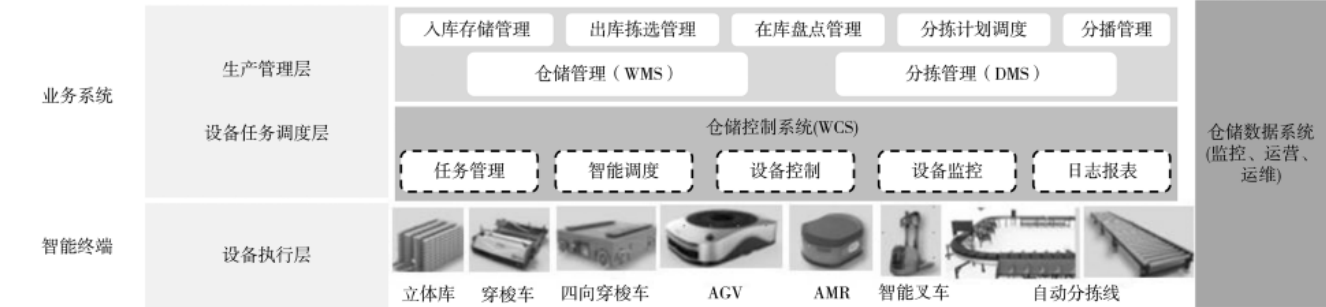 业务系统
生产管理层
入库存储管理
出库拣选管理
在库盘点管理
分拣计划调度
分播管理
仓储管理（WMS）
分拣管理（DMS）
设备任务调度层
仓储控制系统(WCS)
任务管理
智能调度
设备控制
设备监控
日志报表
智能终端
设备执行层
立体库
穿梭车
四向穿梭车
AGV
AMR
智能叉车
自动分拣线
仓储数据系统
(监控、运营、
运维)